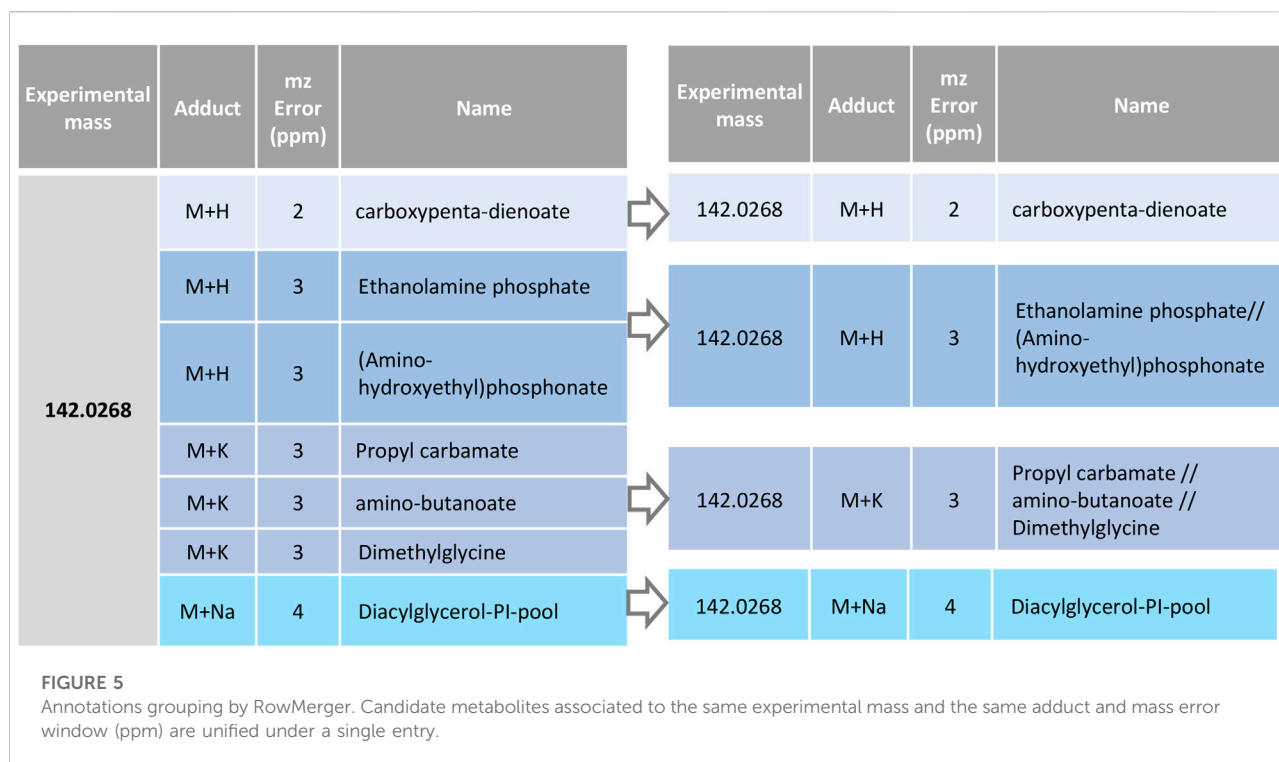 Experimental
mass
Adduct
mz
Error
(ppm)
Name
142.0268
M+H
2
carboxypenta-dienoate
M+H
3
Ethanolamine phosphate
M+H
3
(Amino-
hydroxyethyl)phosphonate
M+K
3
Propyl carbamate
M+K
3
amino-butanoate
M+K
3
Dimethylglycine
M+Na
4
Diacylglycerol-PI-pool
Experimental
mass
Adduct
mz
Error
(ppm)
Name
142.0268
M+H
2
carboxypenta-dienoate
142.0268
M+H
3
Ethanolamine phosphate//
(Amino-
hydroxyethyl)phosphonate
142.0268
M+K
3
Propyl carbamate //
amino-butanoate //
Dimethylglycine
142.0268
M+Na
4
Diacylglycerol-PI-pool
FIGURE 5
Annotations grouping by RowMerger. Candidate metabolites associated to the same experimental mass and the same adduct and mass error
window (ppm) are unified under a single entry.